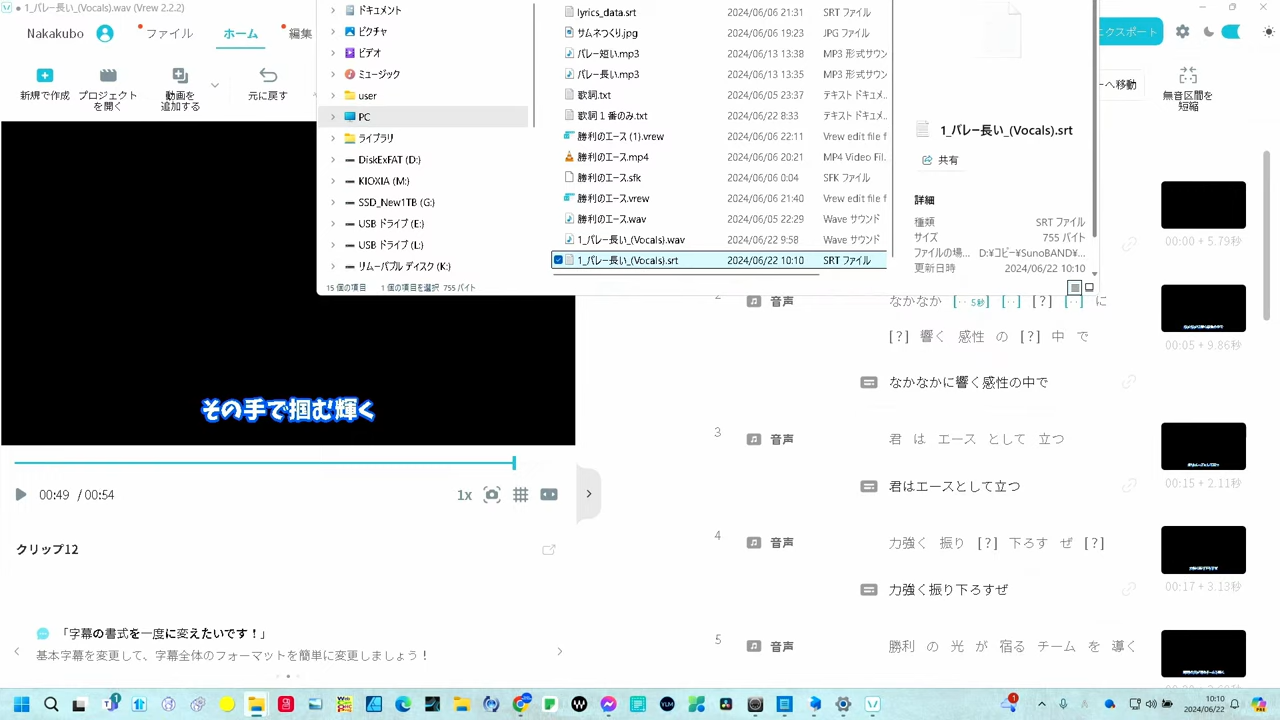 1_バレー長い_(Vocals).wav (Vrew 2.2.2)
Nakakubo
ファイル
ホーム
編集
エクスポート
新規で作成
プロジェクトを開く
動画を追加する
元に戻す
へ移動
無音区間を短縮
ドキュメント
ピクチャ
ビデオ
ミュージック
user
PC
ライブラリ
DiskExFAT (D:)
KIOXIA (M:)
SSD_New1TB (G:)
USB ドライブ (E:)
USB ドライブ (L:)
リムーバブル ディスク (K:)
15 個の項目 1 個の項目を選択 755 バイト
lyrics_data.srt 2024/06/06 21:31 SRT ファイル
サムネつくり.jpg 2024/06/06 19:23 JPG ファイル
バレー短い.mp3 2024/06/13 13:38 MP3 形式サウン
バレー長い.mp3 2024/06/13 13:35 MP3 形式サウン
歌詞.txt 2024/06/05 23:37 テキスト ドキュメ..
歌詞 1 番のみ.txt 2024/06/22 8:33 テキスト ドキュメ..
勝利のエース (1).vrew 2024/06/22 22:11 Vrew edit file f
勝利のエース.mp4 2024/06/06 20:21 MP4 Video Fil..
勝利のエース.sfk 2024/06/06 0:04 SFK ファイル
勝利のエース.vrew 2024/06/06 21:40 Vrew edit file f
勝利のエース.wav 2024/06/05 22:29 Wave サウンド
1_バレー長い_(Vocals).wav 2024/06/22 9:58 Wave サウンド
1_バレー長い_(Vocals).srt 2024/06/22 10:10 SRT ファイル
1_バレー長い_(Vocals).srt
共有
詳細
種類 SRT ファイル
サイズ 755 バイト
ファイルの場... D:¥コピー¥SunoBAND¥...
更新日時 2024/06/22 10:10
00:00 + 5.79秒
その手で掴む輝く
00:49 / 00:54
1x
クリップ12
「字幕の書式を一度に変えたいです！」
基本字幕を変更して、字幕全体のフォーマットを簡単に変更しましょう！
2 音声 なかなか [·· 5秒] [··] [?] [··] に
[?] 響く 感性 の [?] 中 で
なかなかに響く感性の中で
00:05 + 9.86秒
3 音声 君 は エース として 立つ
君はエースとして立つ
00:15 + 2.11秒
4 音声 力強く 振り [?] 下ろす ぜ [?]
力強く振り下ろすぜ
00:17 + 3.13秒
5 音声 勝利 の 光 が 宿る チーム を 導く
10:10
2024/06/22